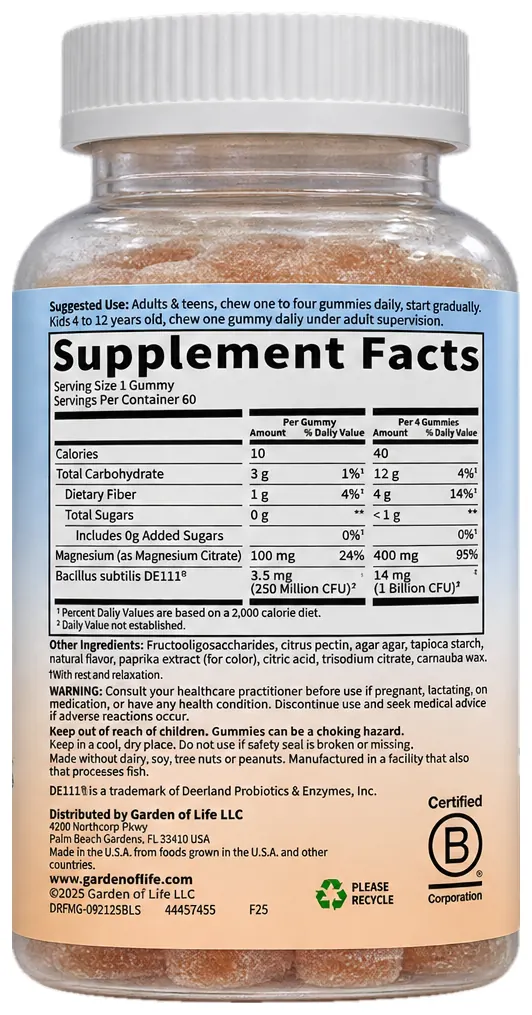 Suggested Use: Adults & teens, chew one to four gummies daily, start gradually.
Kids 4 to 12 years old, chew one gummy daily under adult supervision.
Supplement Facts
Serving Size 1 Gummy
Servings Per Container 60
Per Gummy Per 4 Gummies
Amount % Daily Value Amount % Daily Value
Calories 10 40
Total Carbohydrate 3 g 1%¹ 12 g 4%¹
Dietary Fiber 1 g 4%¹ 4 g 14%¹
Total Sugars 0 g ** < 1 g **
Includes 0g Added Sugars 0%¹ 0%¹
Magnesium (as Magnesium Citrate) 100 mg 24% 400 mg 95%
Bacillus subtilis DE111® 3.5 mg 14 mg
(250 Million CFU)² (1 Billion CFU)²
¹ Percent Daliy Values are based on a 2,000 calorie diet.
² Daily Value not established.
Other Ingredients: Fructooligosaccharides, citrus pectin, agar agar, tapioca starch,
natural flavor, paprika extract (for color), citric acid, trisodium citrate, carnauba wax.
†With rest and relaxation.
WARNING: Consult your healthcare practitioner before use if pregnant, lactating, on
medication, or have any health condition. Discontinue use and seek medical advice
if adverse reactions occur.
Keep out of reach of children. Gummies can be a choking hazard.
Keep in a cool, dry place. Do not use if safety seal is broken or missing.
Made without dairy, soy, tree nuts or peanuts. Manufactured in a facility that also
that processes fish.
DE111® is a trademark of Deerland Probiotics & Enzymes, Inc.
Distributed by Garden of Life LLC
4200 Northcorp Pkwy
Palm Beach Gardens, FL 33410 USA
Made in the U.S.A. from foods grown in the U.S.A. and other
countries.
www.gardenoflife.com
©2025 Garden of Life LLC
DRFMG-092125BLS 44457455 F25
PLEASE
RECYCLE
Certified
B
®
Corporation